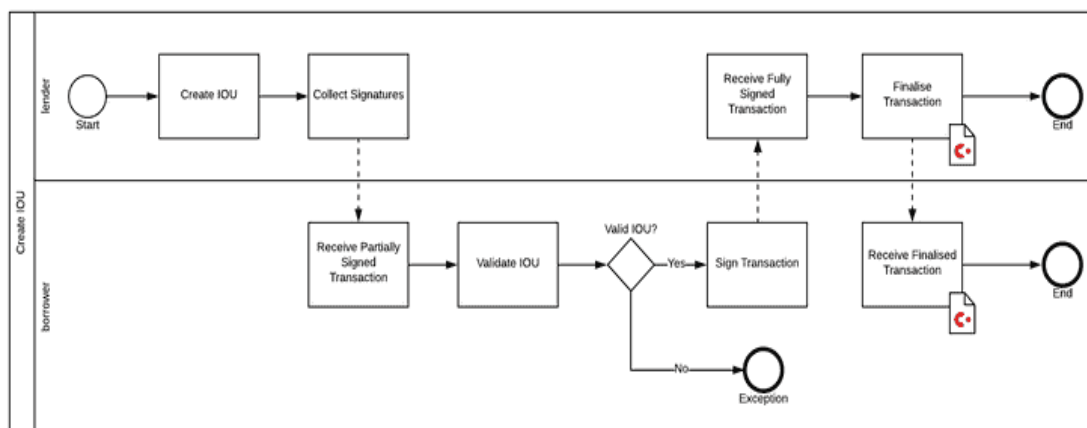 Create IOU
lender
Start
Create IOU
Collect Signatures
Receive Fully
Signed
Transaction
Finalise
Transaction
End
borrower
Receive Partially
Signed
Transaction
Validate IOU
Valid IOU?
Yes
Sign Transaction
Receive Finalised
Transaction
End
No
Exception